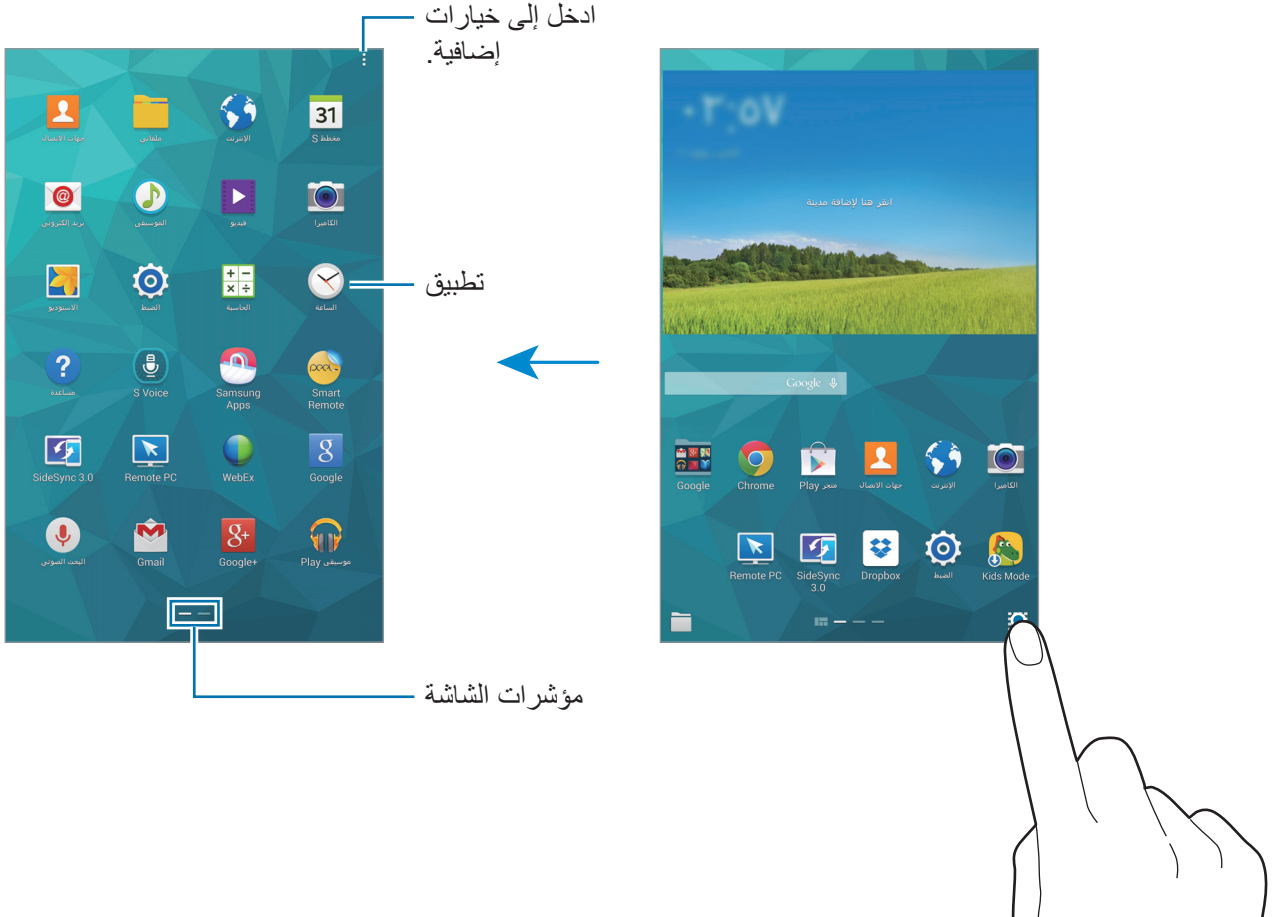 ادخل إلى خيارات
إضافية.
تطبيق
مؤشرات الشاشة
٠٣:٥٧
انقر هنا لإضافة مدينة
Google
الكاميرا
الإنترنت
جهات الاتصال
متجر Play
Chrome
Google
Kids Mode
الضبط
Dropbox
SideSync
3.0
Remote PC
31
مخطط S
الإنترنت
ملفاتي
جهات الاتصال
الكاميرا
فيديو
الموسيقى
بريد إلكتروني
الساعة
الحاسبة
الضبط
الاستوديو
peel
Smart
Remote
Samsung
Apps
S Voice
مساعدة
Google
WebEx
Remote PC
SideSync 3.0
موسيقى Play
Google+
Gmail
البحث الصوتي